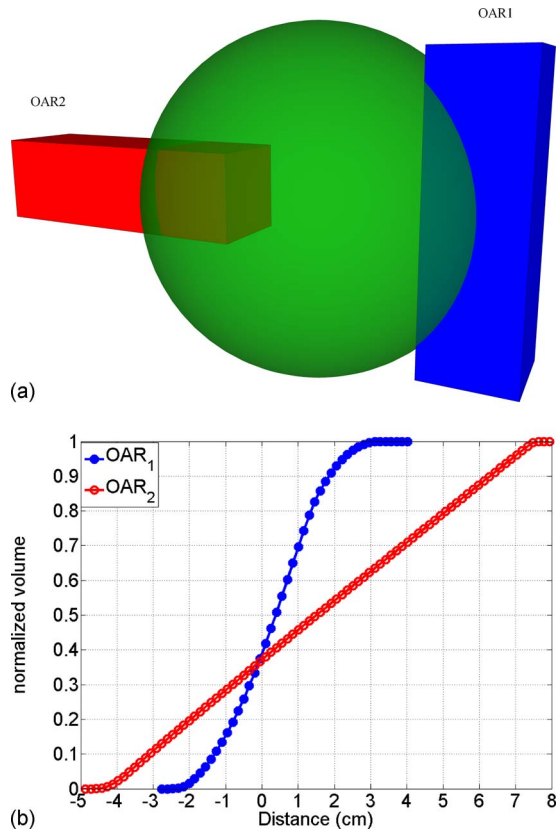 OAR1
OAR2
(a)
OAR1
OAR2
1
0.9
0.8
0.7
0.6
0.5
0.4
0.3
0.2
0.1
0
normalized volume
-5 -4 -3 -2 -1 0 1 2 3 4 5 6 7 8
Distance (cm)
(b)